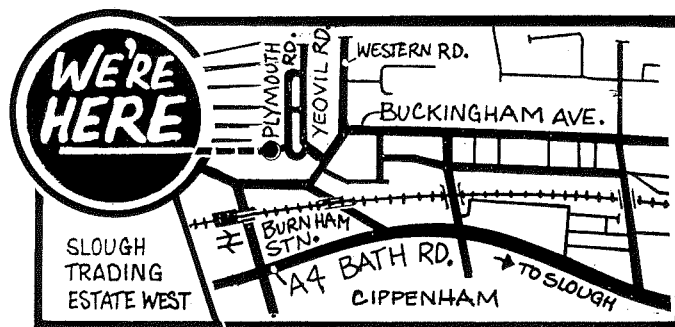 WE'RE
HERE
PLYMOUTH
RD.
YEOVIL RD.
WESTERN RD.
BUCKINGHAM AVE.
BURNHAM
STN.
SLOUGH
TRADING
ESTATE WEST
A4 BATH RD.
TO SLOUGH
CIPPENHAM